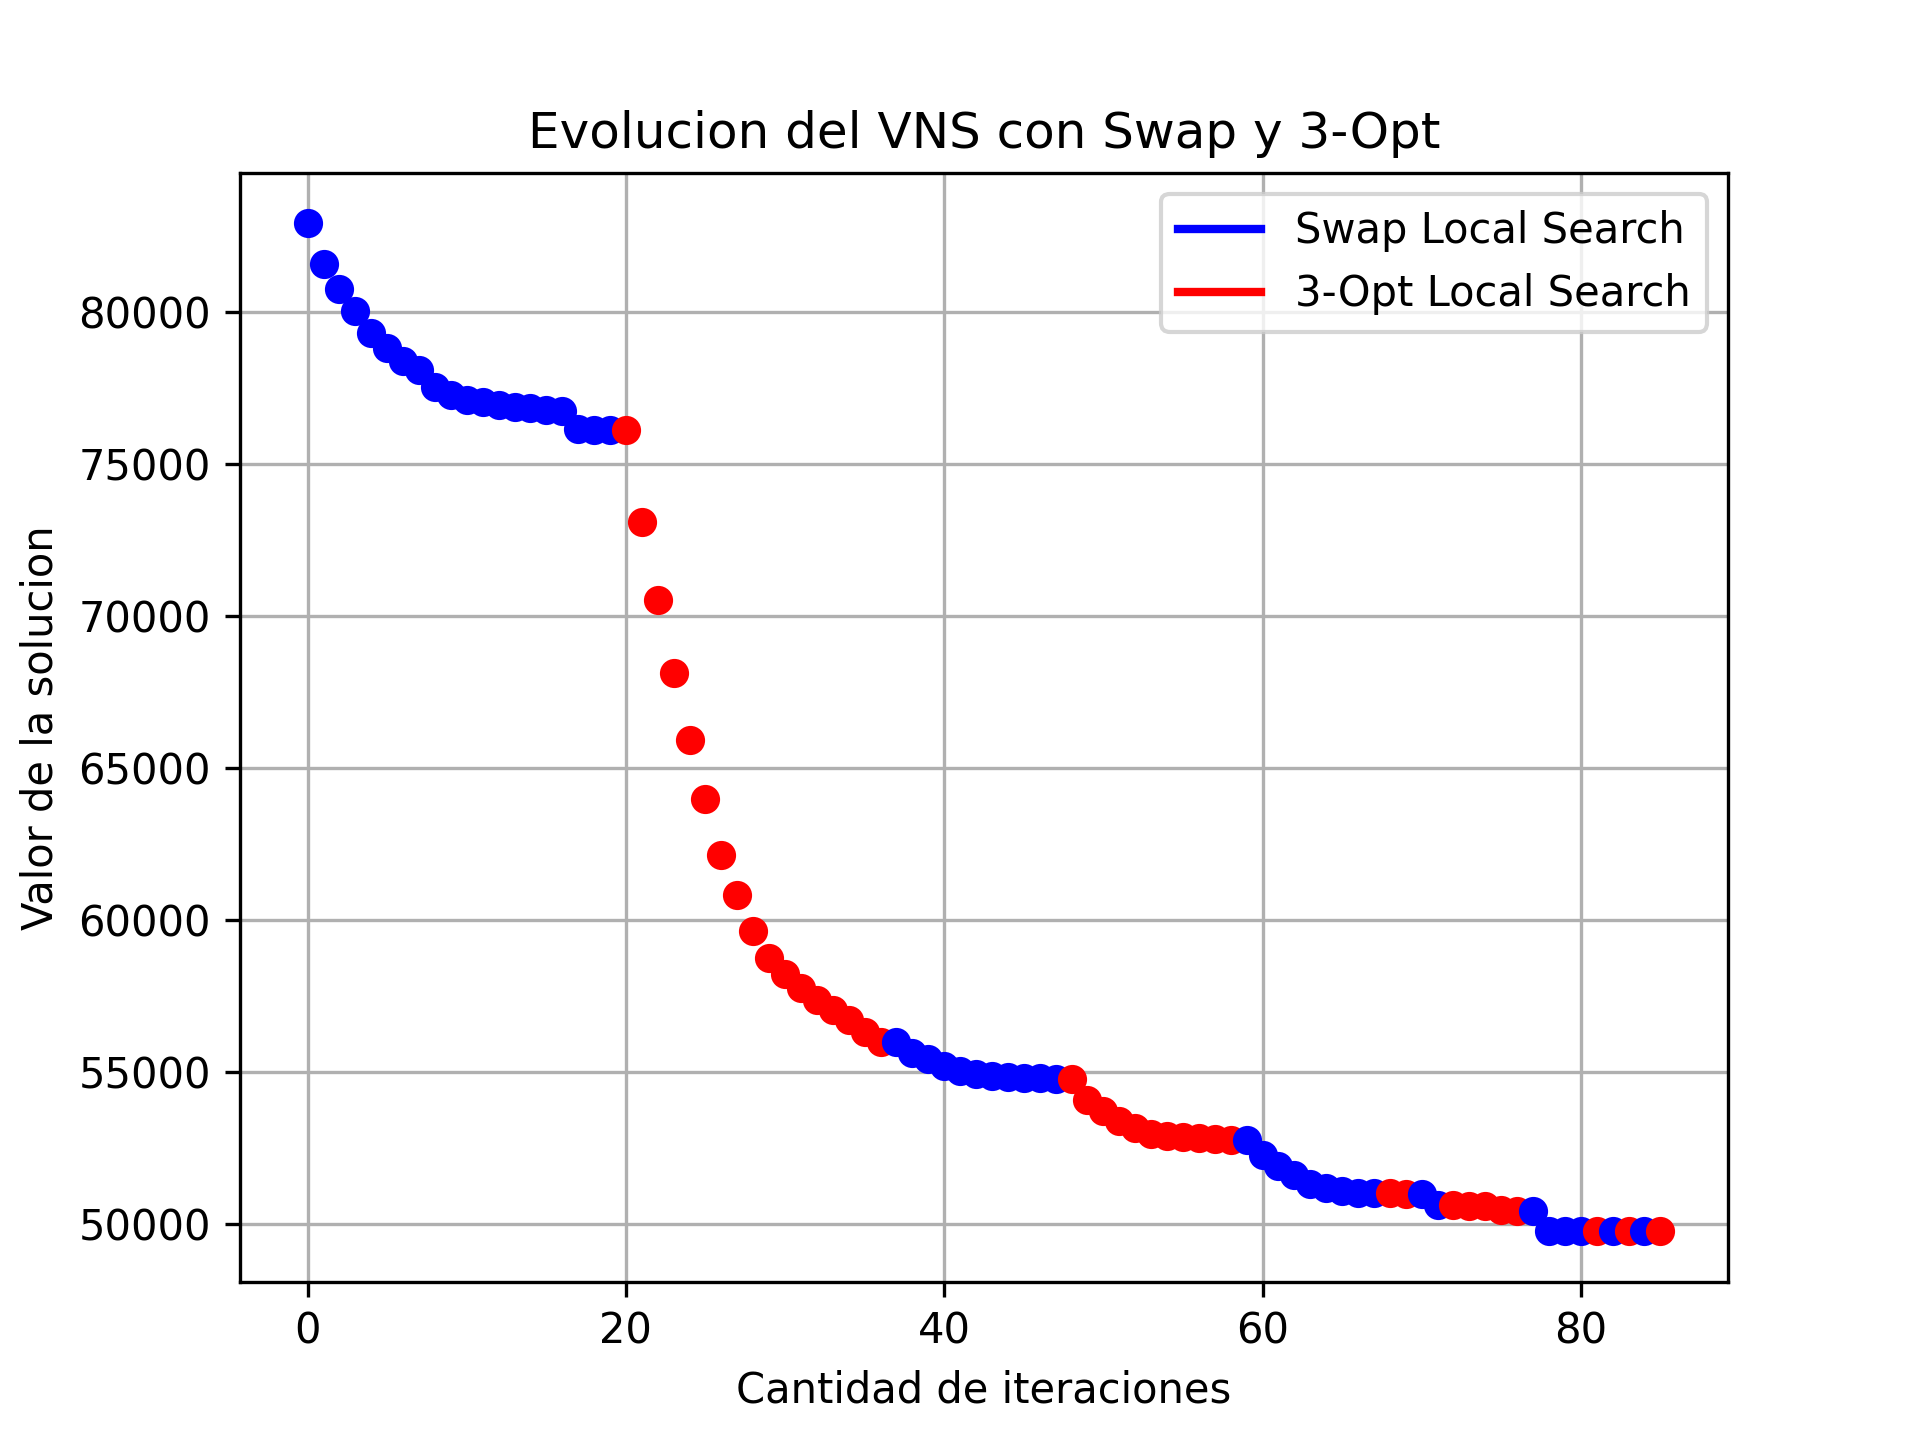 Evolucion del VNS con Swap y 3-Opt
Swap Local Search
3-Opt Local Search
Valor de la solucion
80000
75000
70000
65000
60000
55000
50000
0 20 40 60 80
Cantidad de iteraciones